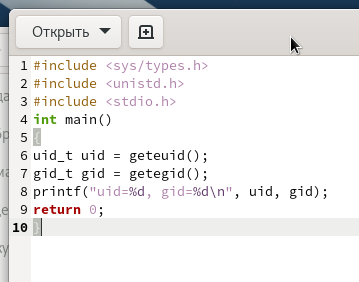 Открыть
1 #include <sys/types.h>
2 #include <unistd.h>
3 #include <stdio.h>
4 int main()
5 {
6 uid_t uid = geteuid();
7 gid_t gid = getegid();
8 printf("uid=%d, gid=%d\n", uid, gid);
9 return 0;
10 }